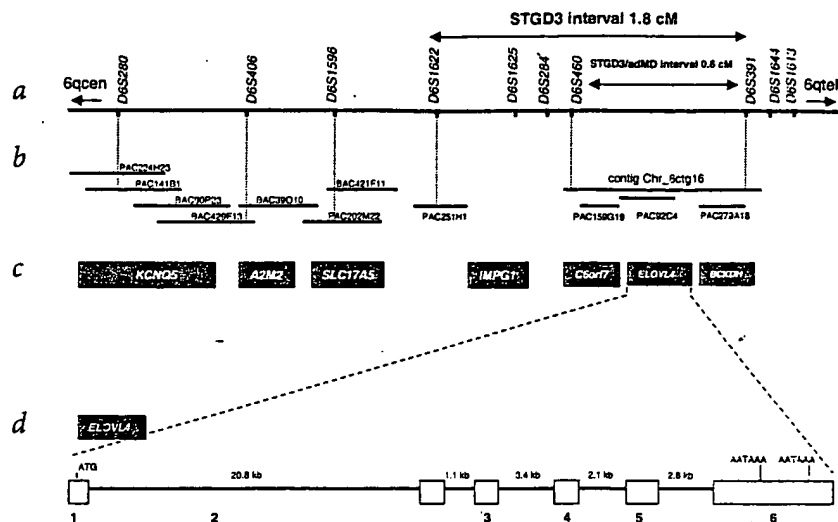 STGD3 interval 1.8 cM
STGD3/adMD interval 0.6 cM
6qcen
D6S280
D6S406
D6S1596
D6S1622
D6S1625
D6S284
D6S460
D6S391
D6S1644
D6S1613
6qtel
a
b
PAC224H23
PAC141B1
BAC90P23
BAC429F13
BAC39O10
BAC421F11
PAC202M22
PAC251H1
contig Chr_6ctg16
PAC159G19
PAC92C4
PAC273A18
c
KCNQ5
A2M2
SLC17A5
IMPG1
C6orf7
ELOVL4
BCKDH
d
ELOVL4
ATG
20.8 kb
1.1 kb
3.4 kb
2.1 kb
2.8 kb
AATAAA
AATAAA
1
2
3
4
5
6